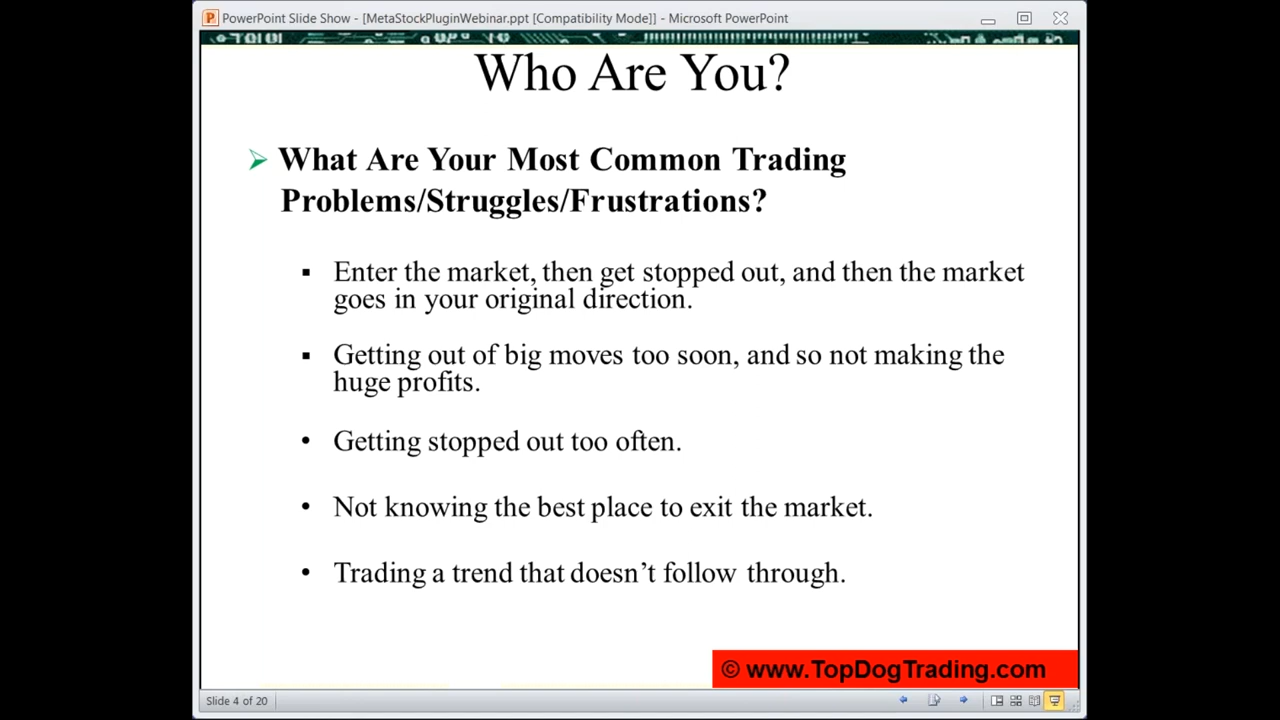 PowerPoint Slide Show - [MetaStockPluginWebinar.ppt [Compatibility Mode]] - Microsoft PowerPoint
Who Are You?
What Are Your Most Common Trading
Problems/Struggles/Frustrations?
▪ Enter the market, then get stopped out, and then the market
goes in your original direction.
▪ Getting out of big moves too soon, and so not making the
huge profits.
• Getting stopped out too often.
• Not knowing the best place to exit the market.
• Trading a trend that doesn’t follow through.
© www.TopDogTrading.com
Slide 4 of 20